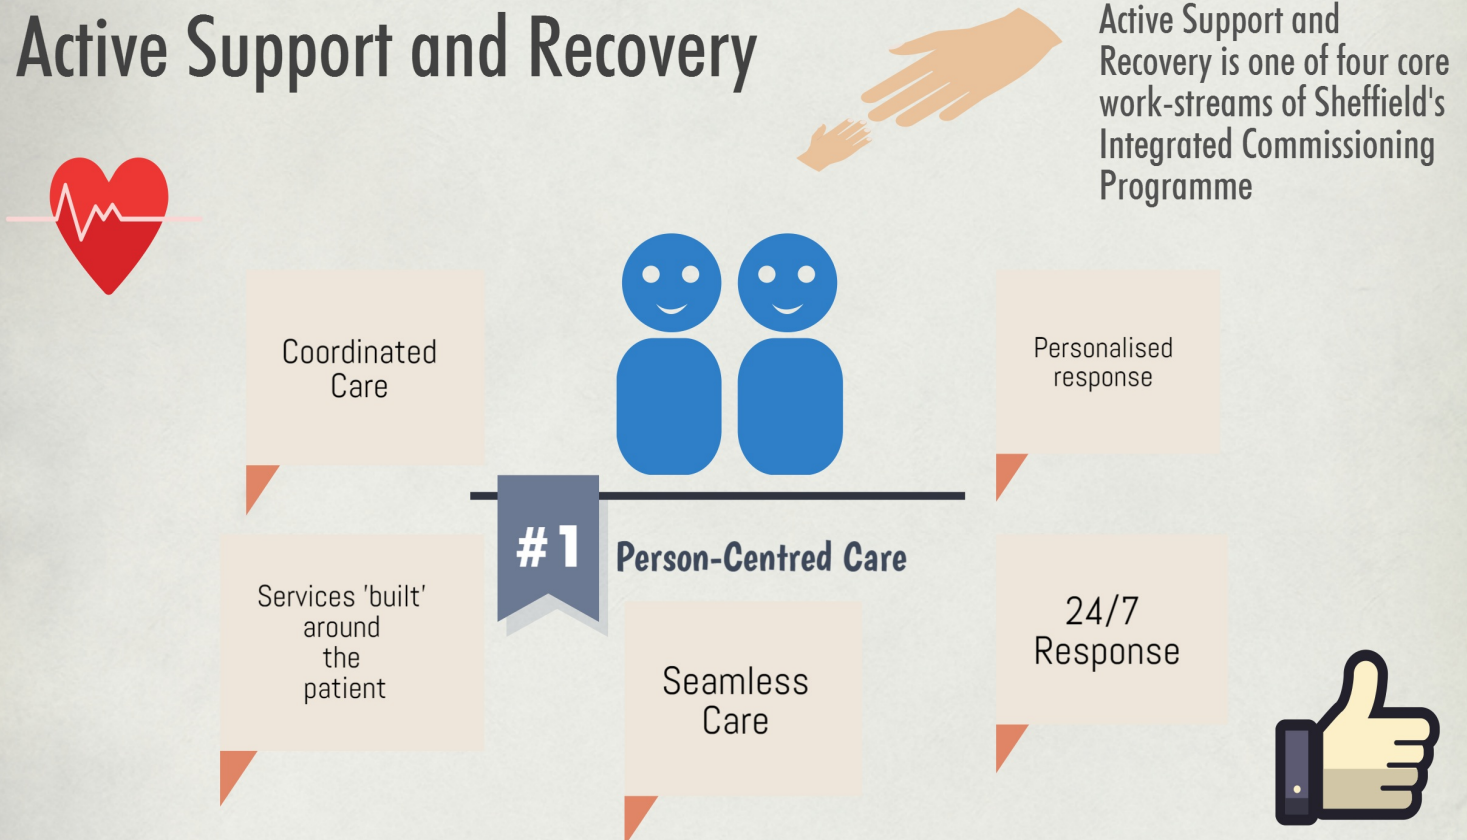 Active Support and Recovery
Active Support and
Recovery is one of four core
work-streams of Sheffield's
Integrated Commissioning
Programme
Coordinated
Care
Personalised
response
#1
Person-Centred Care
Services 'built'
around
the
patient
Seamless
Care
24/7
Response